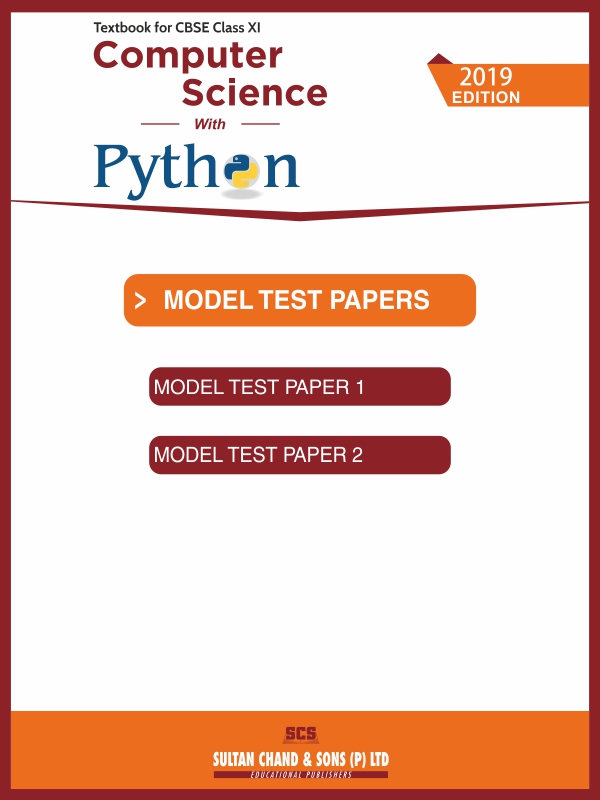 Textbook for CBSE Class XI
Computer
Science
With
Python
2019
EDITION
> MODEL TEST PAPERS
MODEL TEST PAPER 1
MODEL TEST PAPER 2
SCS
SULTAN CHAND & SONS (P) LTD
EDUCATIONAL PUBLISHERS